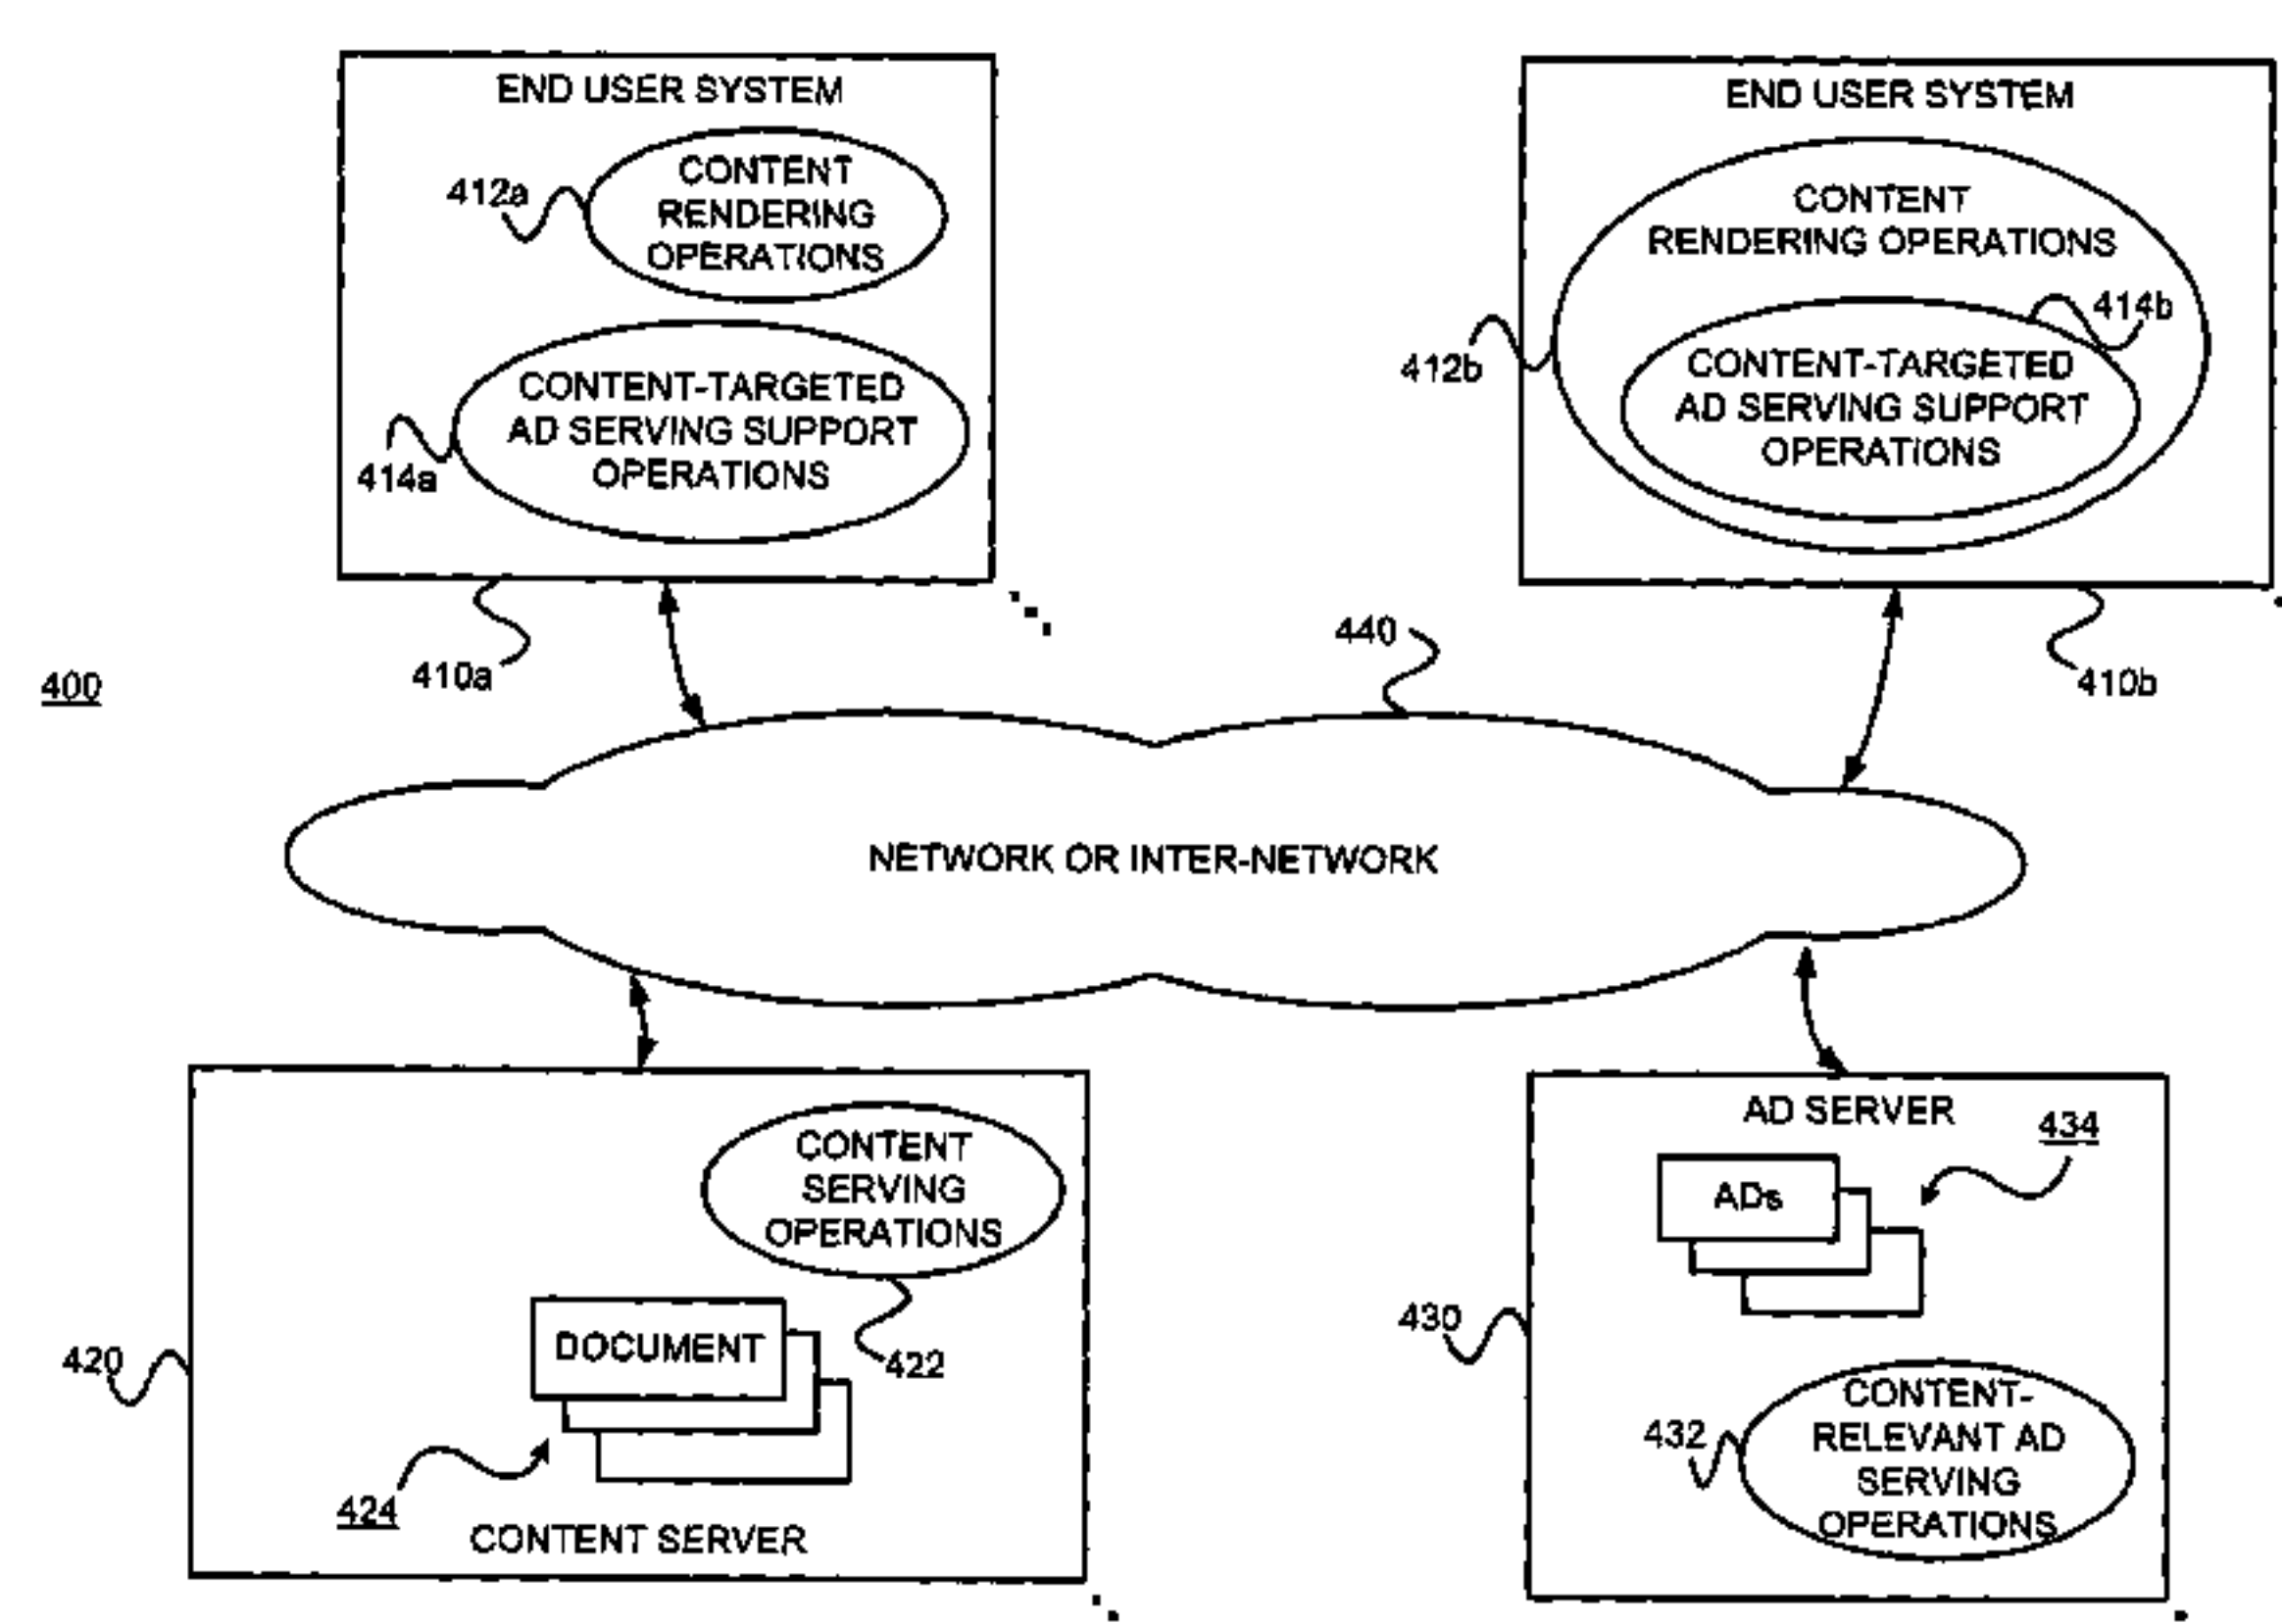 END USER SYSTEM
412a
CONTENT
RENDERING
OPERATIONS
CONTENT-TARGETED
AD SERVING SUPPORT
OPERATIONS
414a
410a
END USER SYSTEM
CONTENT
RENDERING OPERATIONS
414b
412b
CONTENT-TARGETED
AD SERVING SUPPORT
OPERATIONS
410b
440
400
NETWORK OR INTER-NETWORK
CONTENT
SERVING
OPERATIONS
422
420
DOCUMENT
424
CONTENT SERVER
AD SERVER
434
ADs
430
432
CONTENT-
RELEVANT AD
SERVING
OPERATIONS